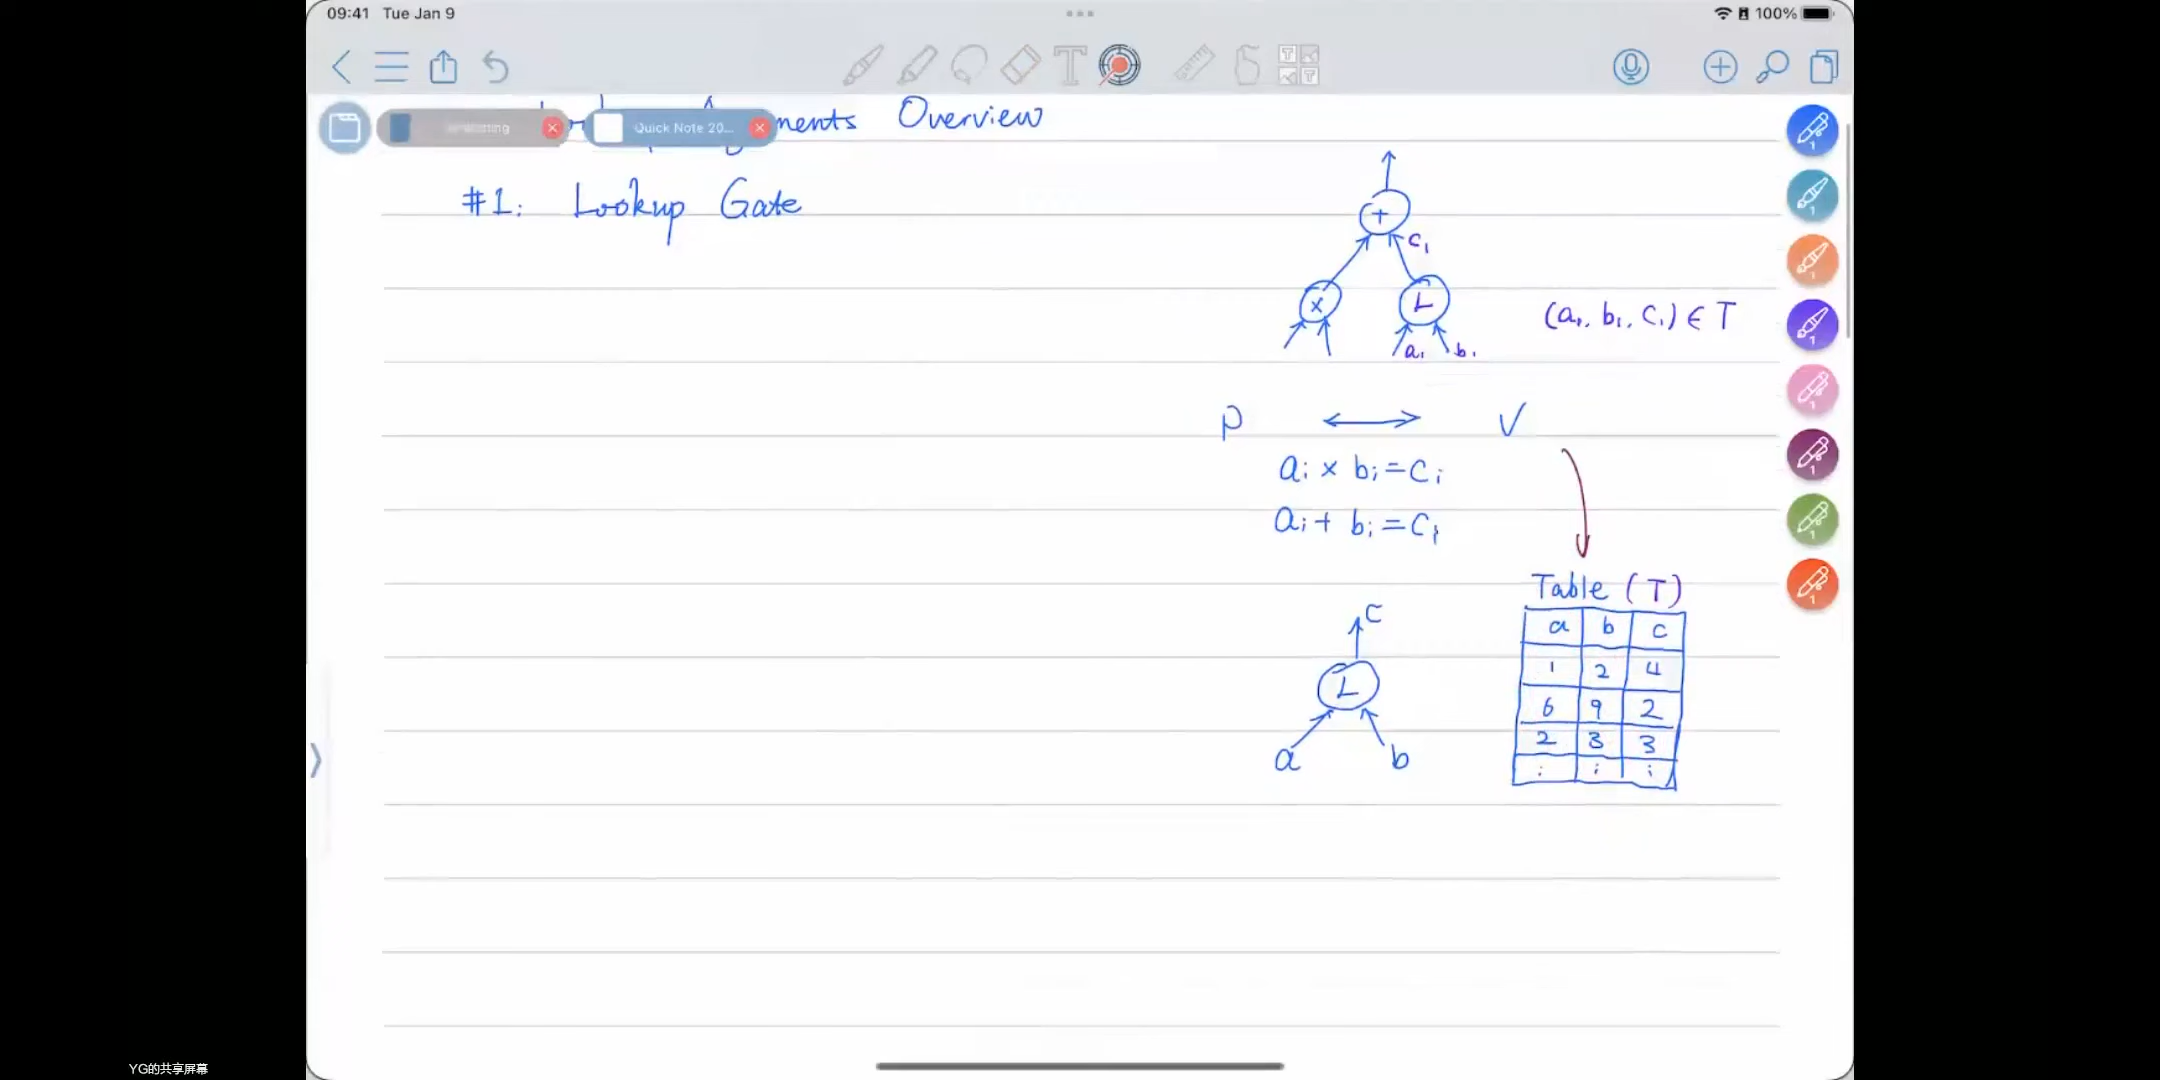 09:41 Tue Jan 9
100%
Quick Note 20...
Overview
#1: Lookup Gate
+
C₁
×
L
a₁
b₁
(a₁, b₁, c₁) ∈ T
P ⟷ V
aᵢ × bᵢ = cᵢ
aᵢ + bᵢ = cᵢ
Table (T)
a b c
1 2 4
6 9 2
2 3 3
: : :
C
L
a b
YG的共享屏幕